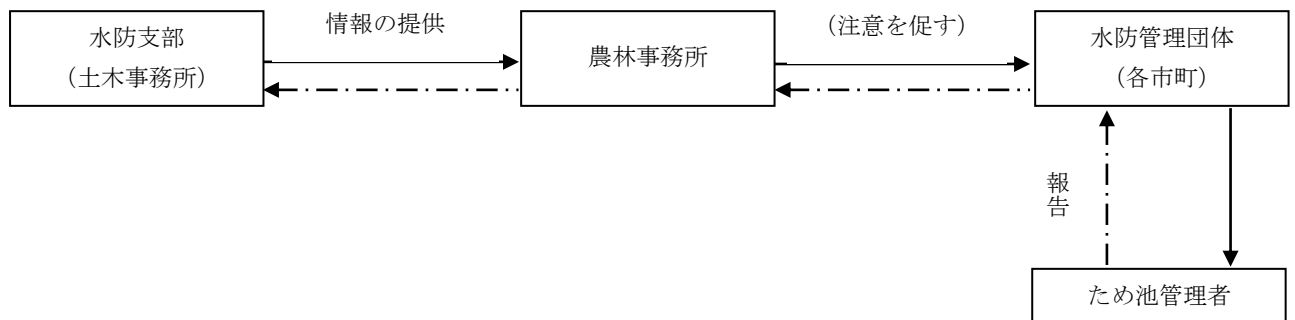 情報の提供
（注意を促す）
水防支部
（土木事務所）
農林事務所
水防管理団体
（各市町）
報告
ため池管理者